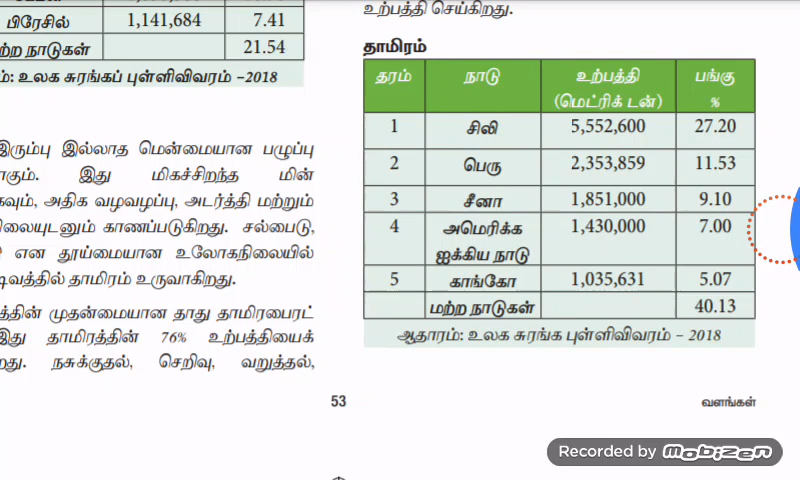 பிரேசில் 1,141,684 7.41
நாடுகள் 21.54
உலக சுரங்கப் புள்ளிவிவரம் -2018
இரும்பு இல்லாத மென்மையான பழுப்பு
இது மிகச்சிறந்த மின்
அதிக வழவழப்பு, அடர்த்தி மற்றும்
காணப்படுகிறது. சல்பைடு,
என தூய்மையான உலோகநிலையில்
தாமிரம் உருவாகிறது.
முதன்மையான தாது தாமிரபைரட்
இது தாமிரத்தின் 76% உற்பத்தியைக்
நசுக்குதல், செறிவு, வறுத்தல்,
உற்பத்தி செய்கிறது.
தாமிரம்
தரம் நாடு உற்பத்தி (மெட்ரிக் டன்) பங்கு %
1 சிலி 5,552,600 27.20
2 பெரு 2,353,859 11.53
3 சீனா 1,851,000 9.10
4 அமெரிக்க ஐக்கிய நாடு 1,430,000 7.00
5 காங்கோ 1,035,631 5.07
மற்ற நாடுகள் 40.13
ஆதாரம்: உலக சுரங்க புள்ளிவிவரம் – 2018
53 வளங்கள்
Recorded by mobizen